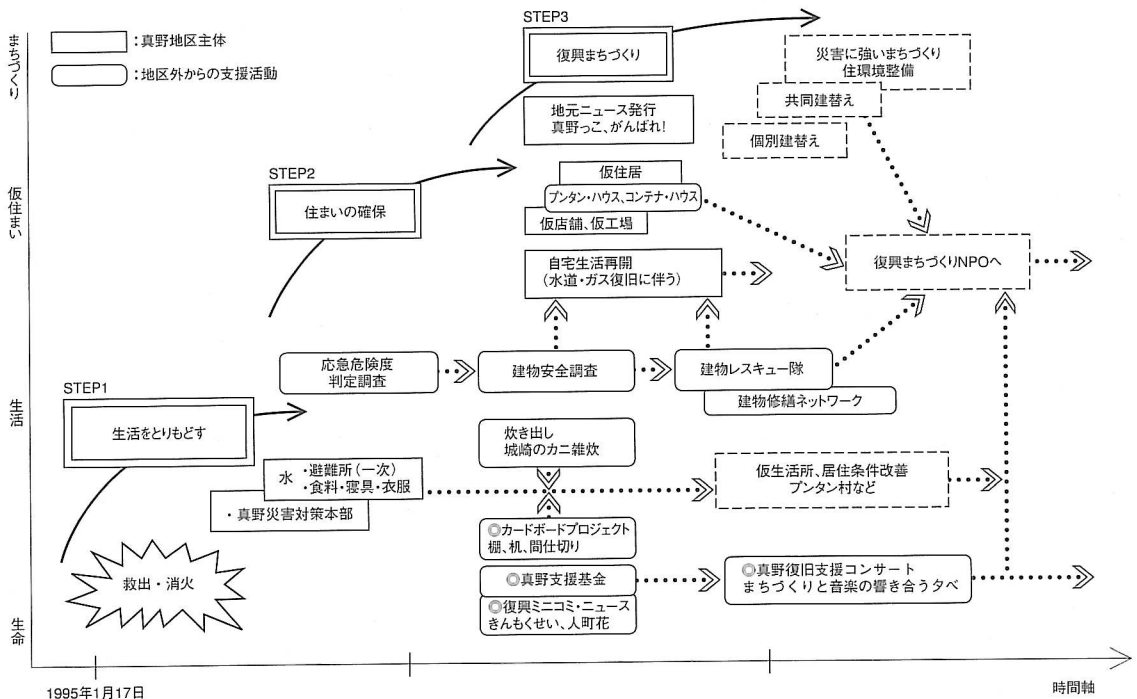 まちづくり
仮住まい
生活
生命
:真野地区主体
:地区外からの支援活動
STEP3
復興まちづくり
災害に強いまちづくり
住環境整備
共同建替え
個別建替え
地元ニュース発行
真野っこ、がんばれ!
STEP2
住まいの確保
仮住居
プンタン・ハウス、コンテナ・ハウス
仮店舗、仮工場
自宅生活再開
(水道・ガス復旧に伴う)
復興まちづくりNPOへ
応急危険度
判定調査
建物安全調査
建物レスキュー隊
建物修繕ネットワーク
STEP1
生活をとりもどす
炊き出し
城崎のカニ雑炊
水 ・避難所(一次)
・食料・寝具・衣服
・真野災害対策本部
仮生活所、居住条件改善
プンタン村など
◎カードボードプロジェクト
棚、机、間仕切り
救出・消火
◎真野支援基金
◎復興ミニコミ・ニュース
きんもくせい、人町花
◎真野復旧支援コンサート
まちづくりと音楽の響き合う夕べ
1995年1月17日
時間軸